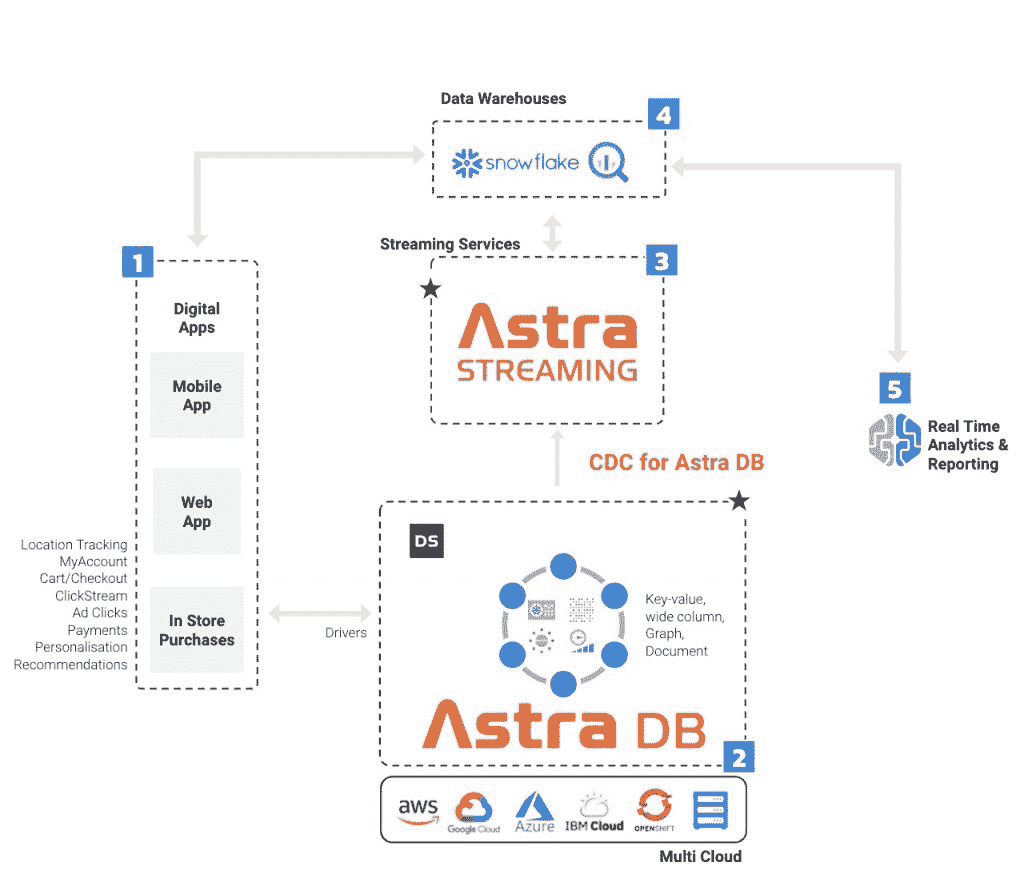 Data Warehouses
4
snowflake
Streaming Services
3
Astra
STREAMING
1
Digital
Apps
Mobile
App
Web
App
In Store
Purchases
Location Tracking
MyAccount
Cart/Checkout
ClickStream
Ad Clicks
Payments
Personalisation
Recommendations
Drivers
5
Real Time
Analytics &
Reporting
CDC for Astra DB
DS
Key-value,
wide column,
Graph,
Document
Astra DB
2
aws
Google Cloud
Azure
IBM Cloud
OPENSHIFT
Multi Cloud